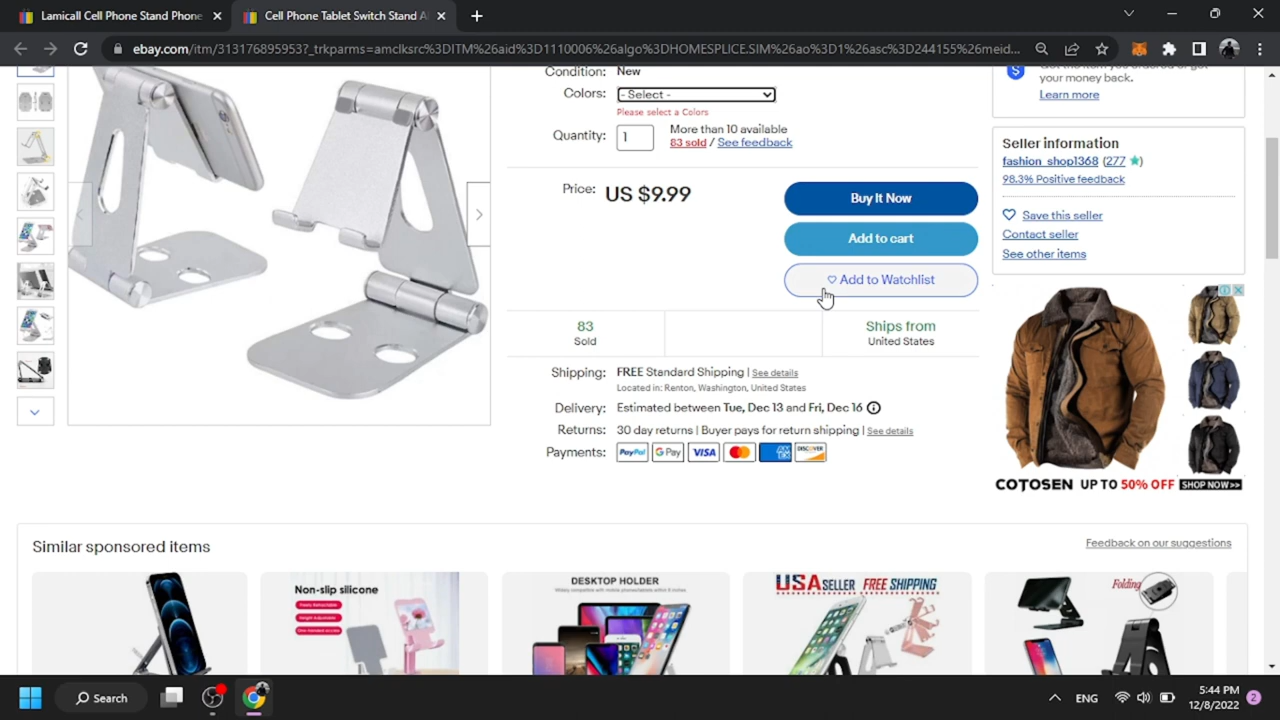 Lamicall Cell Phone Stand Phone
Cell Phone Tablet Switch Stand Al
ebay.com/itm/313176895953?_trkparms=amclksrc%3DITM%26aid%3D1110006%26algo%3DHOMESPLICE.SIM%26ao%3D1%26asc%3D244155%26meid...
Condition: New
your money back.
Learn more
Colors: - Select -
Please select a Colors
Quantity: 1
More than 10 available
83 sold / See feedback
Seller information
fashion_shop1368 (277 )
98.3% Positive feedback
Save this seller
Contact seller
See other items
Price: US $9.99
Buy It Now
Add to cart
Add to Watchlist
83
Sold
Ships from
United States
Shipping: FREE Standard Shipping | See details
Located in: Renton, Washington, United States
Delivery: Estimated between Tue, Dec 13 and Fri, Dec 16
Returns: 30 day returns | Buyer pays for return shipping | See details
Payments: PayPal G Pay VISA DISCOVER
COTOSEN UP TO 50% OFF SHOP NOW>>
Similar sponsored items
Feedback on our suggestions
Non-slip silicone
DESKTOP HOLDER
USA SELLER FREE SHIPPING
Folding
Search
ENG
5:44 PM
12/8/2022
2